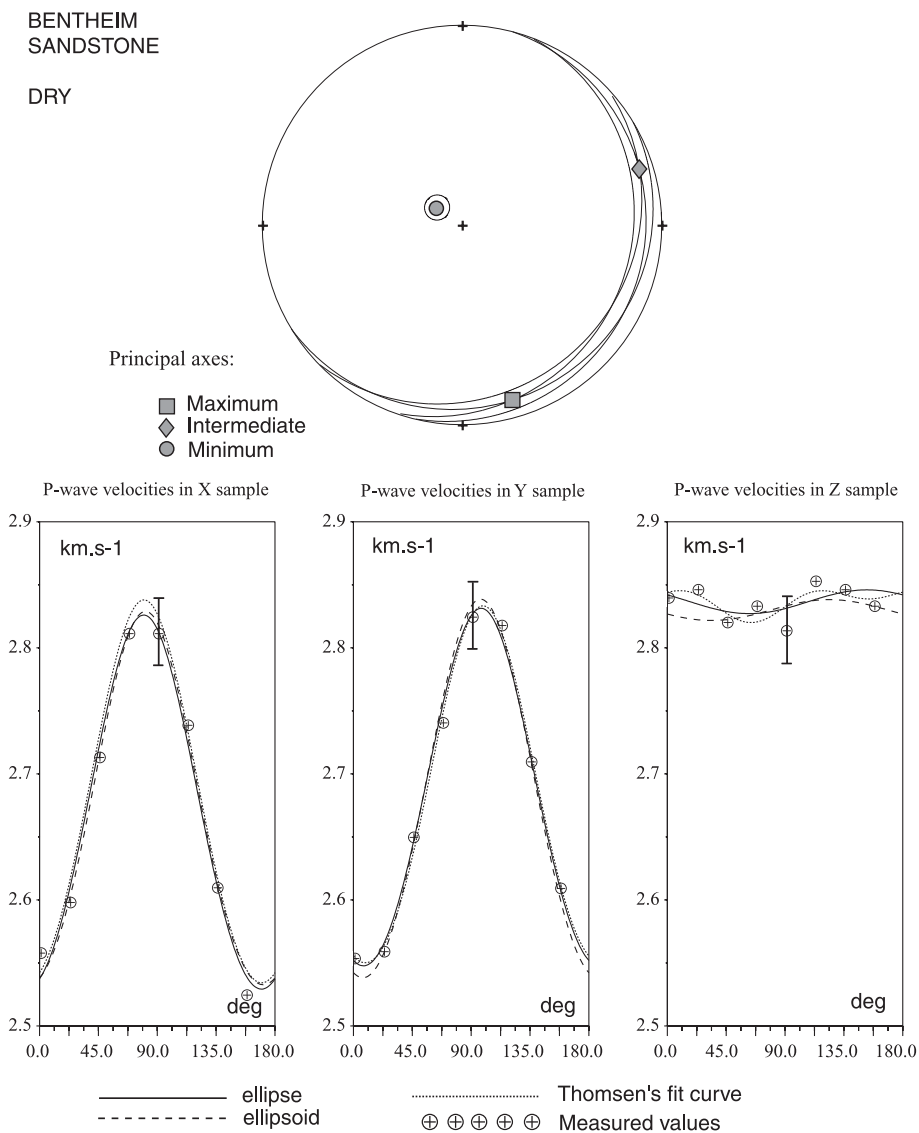 BENTHEIM
SANDSTONE
DRY
Principal axes:
Maximum
Intermediate
Minimum
P-wave velocities in X sample
P-wave velocities in Y sample
P-wave velocities in Z sample
2.9
2.8
2.7
2.6
2.5
km.s-1
deg
0.0 45.0 90.0 135.0 180.0
2.9
2.8
2.7
2.6
2.5
km.s-1
deg
0.0 45.0 90.0 135.0 180.0
2.9
2.8
2.7
2.6
2.5
km.s-1
deg
0.0 45.0 90.0 135.0 180.0
ellipse
ellipsoid
Thomsen's fit curve
Measured values